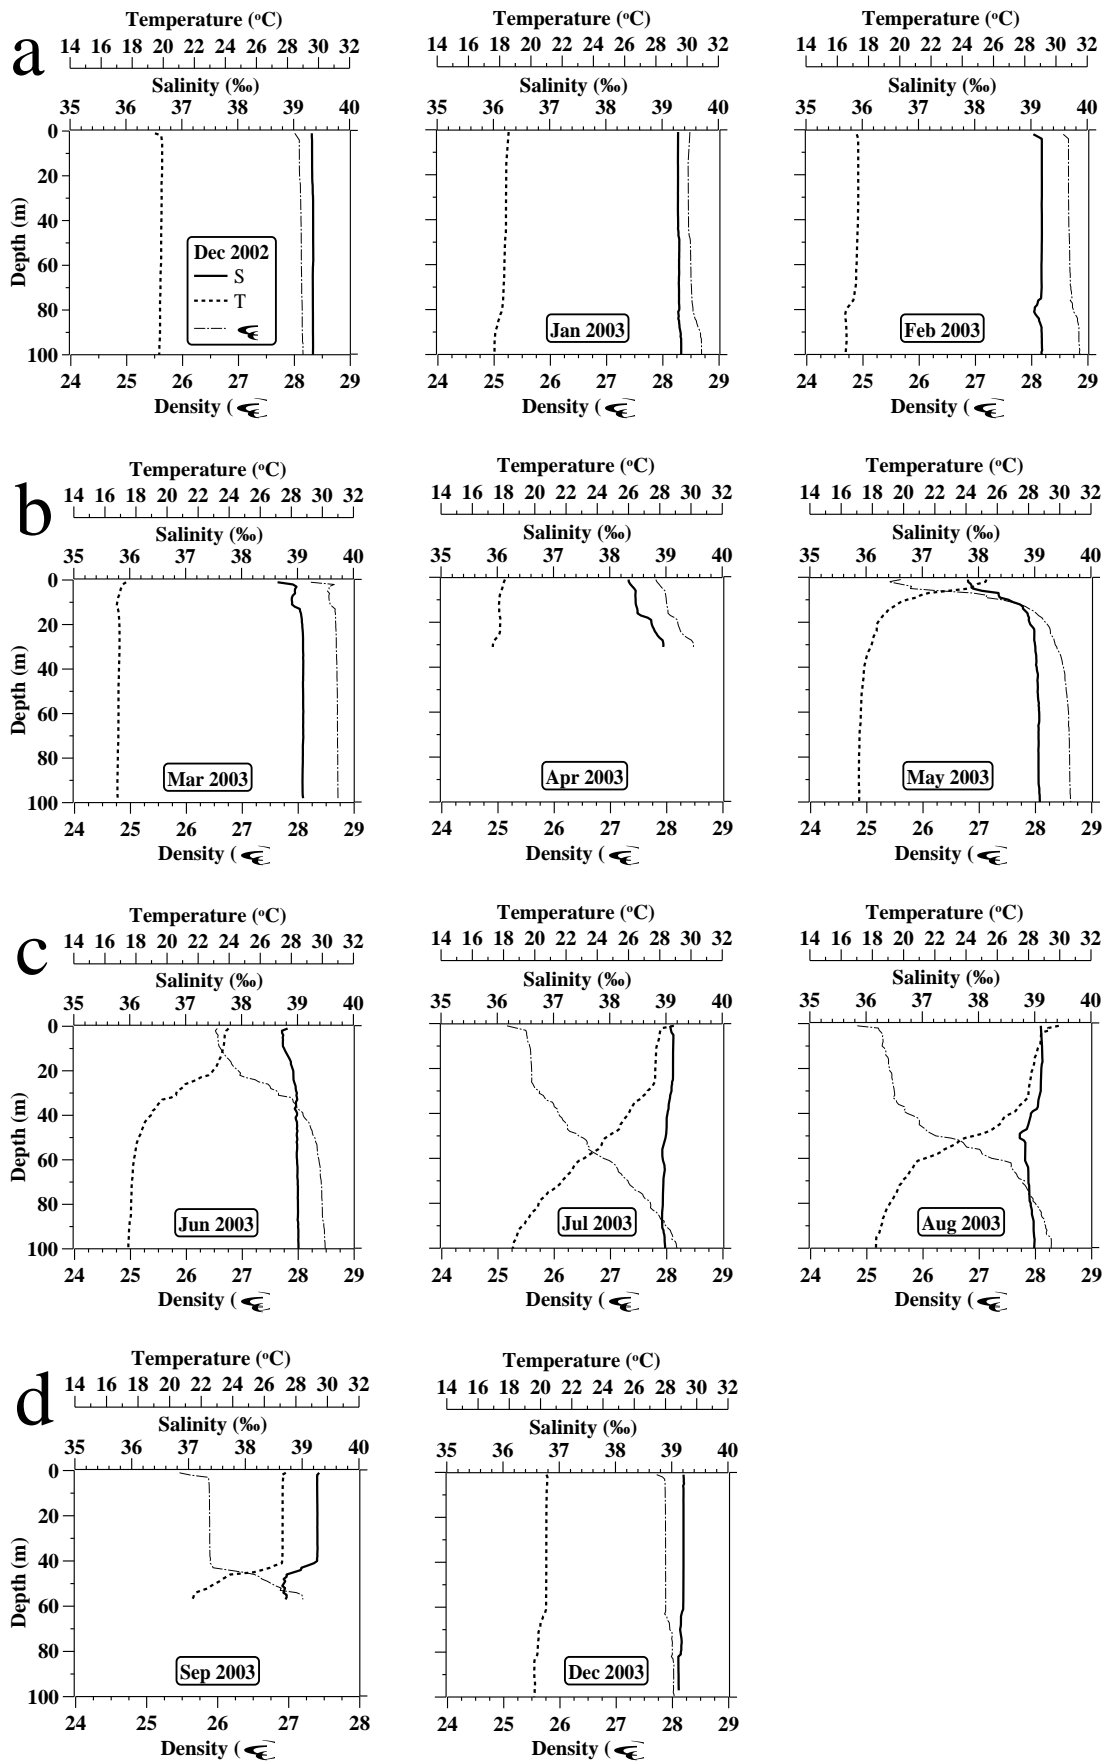 a
Temperature (°C) Temperature (°C) Temperature (°C)
14 16 18 20 22 24 26 28 30 32 14 16 18 20 22 24 26 28 30 32 14 16 18 20 22 24 26 28 30 32
Salinity (‰) Salinity (‰) Salinity (‰)
35 36 37 38 39 40 35 36 37 38 39 40 35 36 37 38 39 40
0
20
40
60
80
100
Depth (m)
Dec 2002
S
T
Jan 2003
Feb 2003
24 25 26 27 28 29 24 25 26 27 28 29 24 25 26 27 28 29
Density ( Density ( Density (
b
Temperature (°C) Temperature (°C) Temperature (°C)
14 16 18 20 22 24 26 28 30 32 14 16 18 20 22 24 26 28 30 32 14 16 18 20 22 24 26 28 30 32
Salinity (‰) Salinity (‰) Salinity (‰)
35 36 37 38 39 40 35 36 37 38 39 40 35 36 37 38 39 40
0
20
40
60
80
100
Depth (m)
Mar 2003
Apr 2003
May 2003
24 25 26 27 28 29 24 25 26 27 28 29 24 25 26 27 28 29
Density ( Density ( Density (
c
Temperature (°C) Temperature (°C) Temperature (°C)
14 16 18 20 22 24 26 28 30 32 14 16 18 20 22 24 26 28 30 32 14 16 18 20 22 24 26 28 30 32
Salinity (‰) Salinity (‰) Salinity (‰)
35 36 37 38 39 40 35 36 37 38 39 40 35 36 37 38 39 40
0
20
40
60
80
100
Depth (m)
Jun 2003
Jul 2003
Aug 2003
24 25 26 27 28 29 24 25 26 27 28 29 24 25 26 27 28 29
Density ( Density ( Density (
d
Temperature (°C) Temperature (°C)
14 16 18 20 21 22 24 26 27 28 30 32 14 16 18 20 22 24 26 28 30 32
Salinity (‰) Salinity (‰)
35 36 37 38 39 40 35 36 37 38 39 40
0
20
40
60
80
100
Depth (m)
Sep 2003
Dec 2003
24 25 26 27 28 24 25 26 27 28 29
Density ( Density (